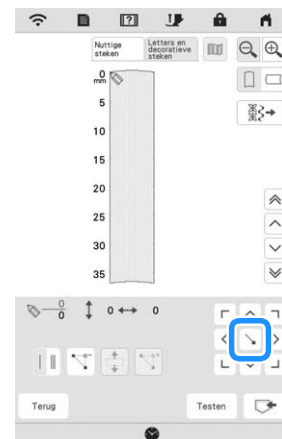 Nuttige
steken
Letters en
decoratieve
steken
0
mm
5
10
15
20
25
30
35
0
0
0
0
Terug
Testen